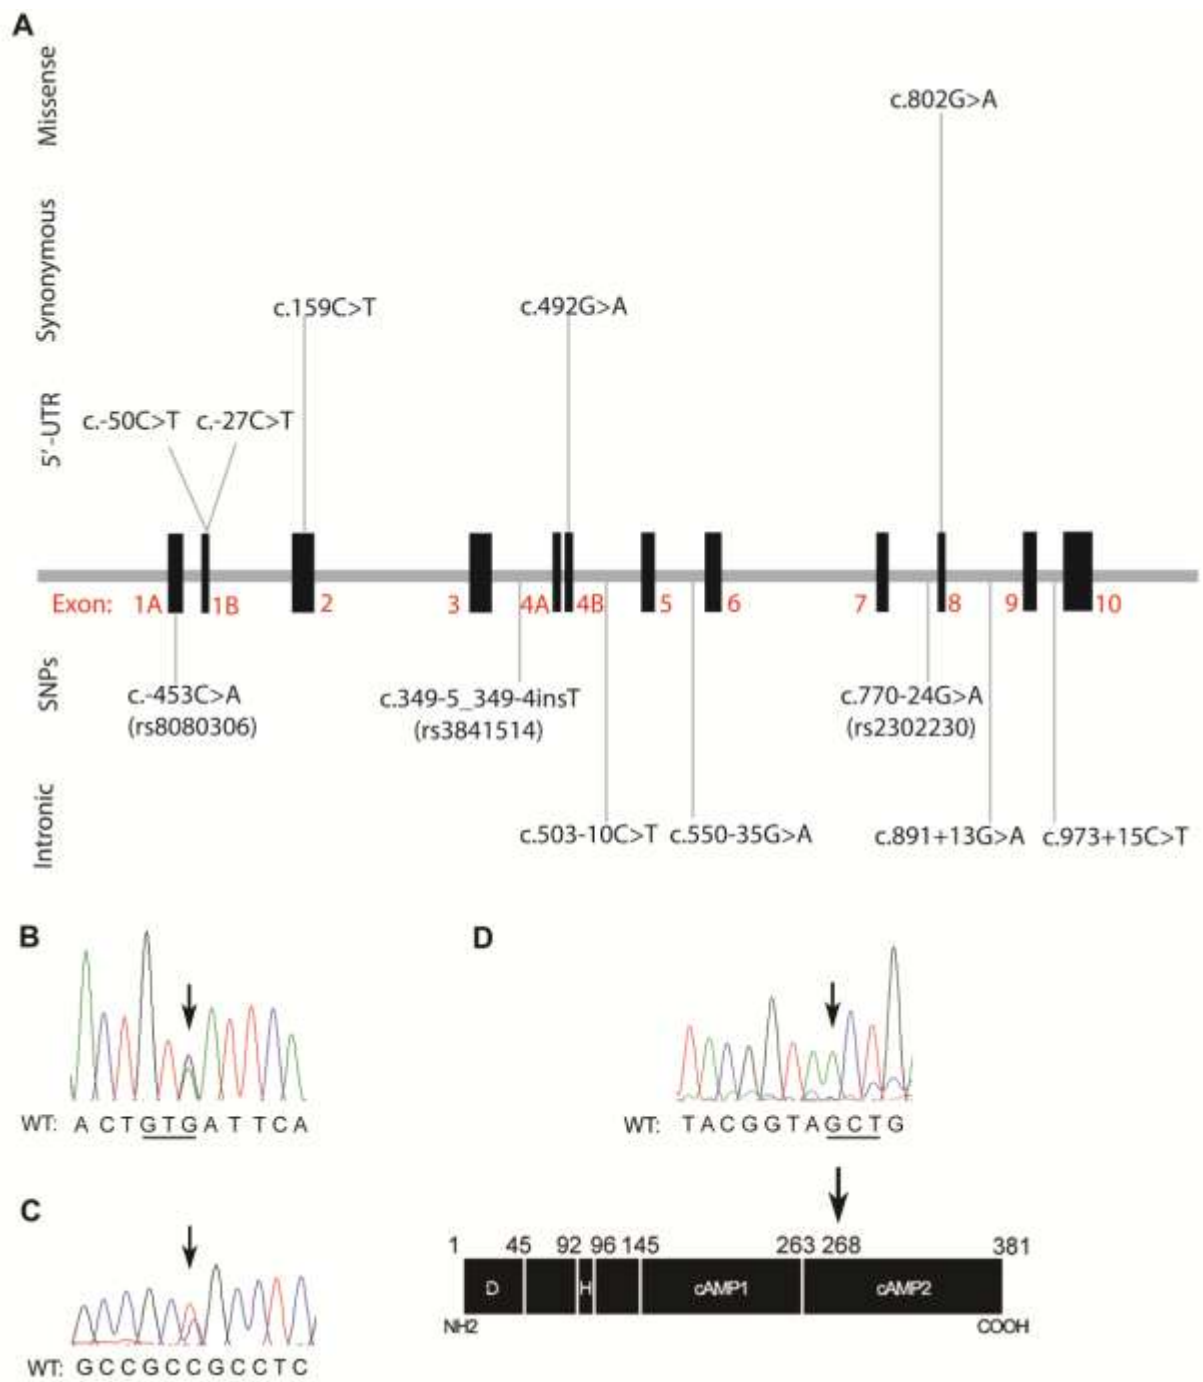 A
Missense
c.802G>A
Synonymous
c.159C>T
c.492G>A
5'-UTR
c.-50C>T
c.-27C>T
Exon: 1A 1B 2 3 4A 4B 5 6 7 8 9 10
SNPs
c.-453C>A
(rs8080306)
c.349-5_349-4insT
(rs3841514)
c.770-24G>A
(rs2302230)
Intronic
c.503-10C>T
c.550-35G>A
c.891+13G>A
c.973+15C>T
B
WT: A C T G T G A T T C A
C
WT: G C C G C C G C C T C
D
WT: T A C G G T A G C T G
1 45 92 96 145 263 268 381
D H cAMP1 cAMP2
NH2 COOH